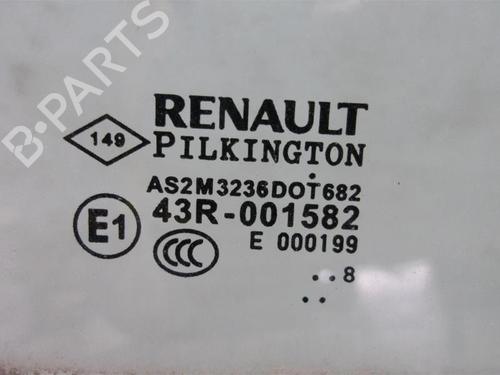 B-PARTS
RENAULT
149
PILKINGTON
AS2M3236DOT682
E1
43R-001582
CCC
E 000199
..8
..